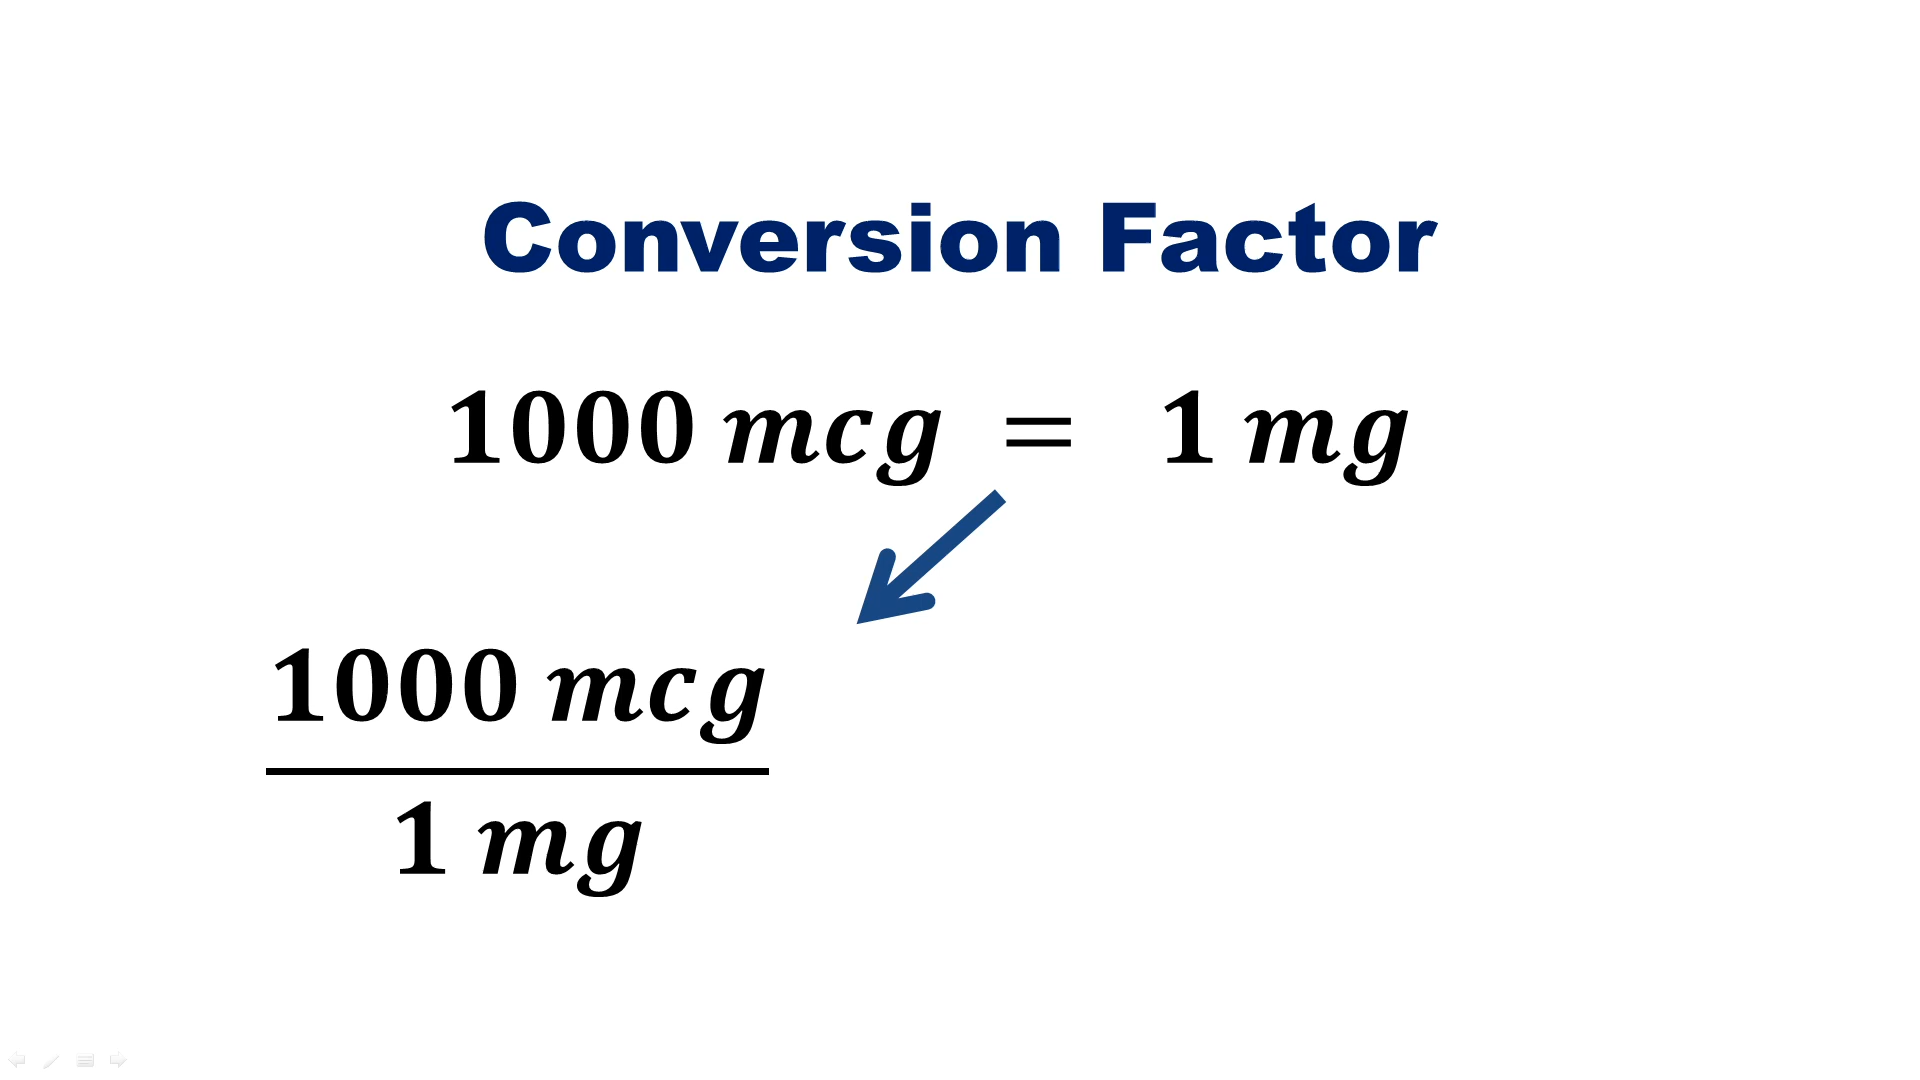 Conversion Factor
1000 mcg = 1 mg
1000 mcg
1 mg